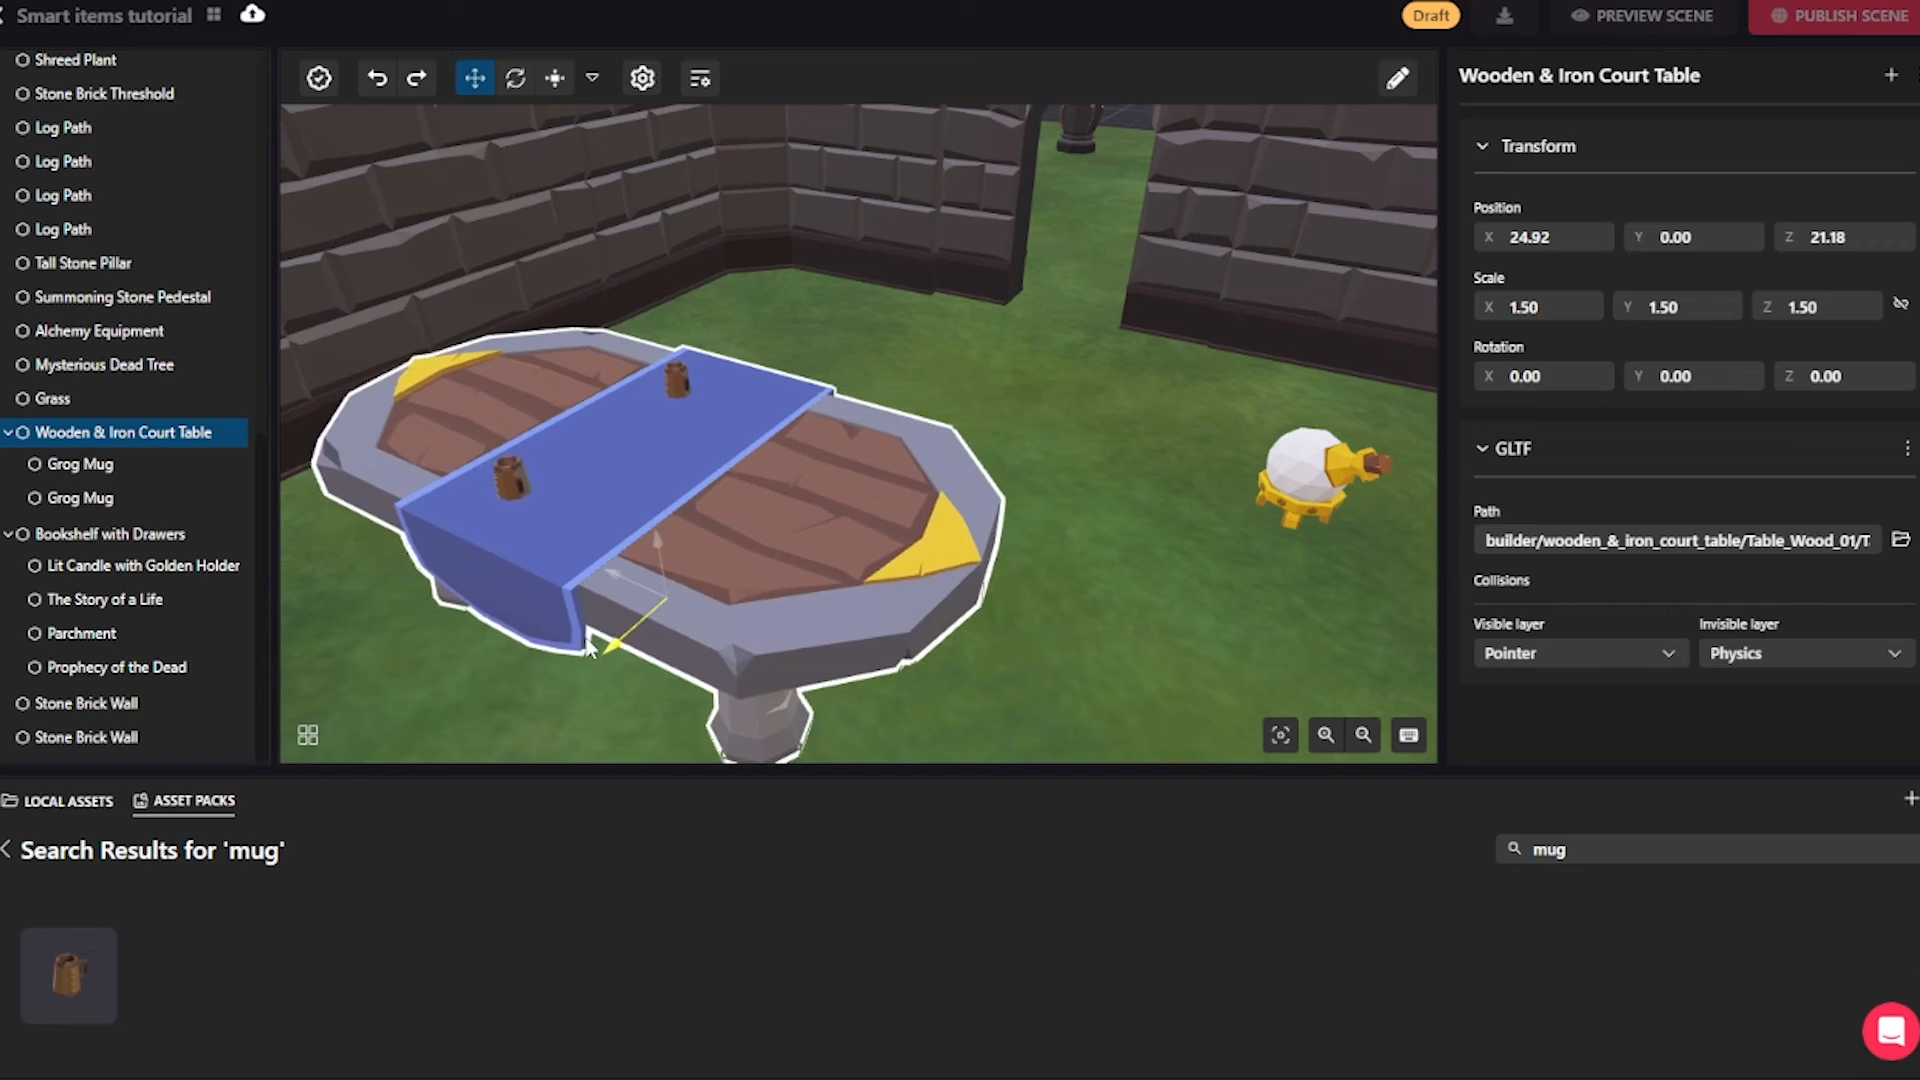 Smart items tutorial
Draft
PREVIEW SCENE
PUBLISH SCENE
Shreed Plant
Stone Brick Threshold
Log Path
Log Path
Log Path
Log Path
Tall Stone Pillar
Summoning Stone Pedestal
Alchemy Equipment
Mysterious Dead Tree
Grass
Wooden & Iron Court Table
Grog Mug
Grog Mug
Bookshelf with Drawers
Lit Candle with Golden Holder
The Story of a Life
Parchment
Prophecy of the Dead
Stone Brick Wall
Stone Brick Wall
Wooden & Iron Court Table
Transform
Position
X 24.92 Y 0.00 Z 21.18
Scale
X 1.50 Y 1.50 Z 1.50
Rotation
X 0.00 Y 0.00 Z 0.00
GLTF
Path
builder/wooden_&_iron_court_table/Table_Wood_01/T
Collisions
Visible layer Invisible layer
Pointer Physics
LOCAL ASSETS ASSET PACKS
Search Results for 'mug'
mug